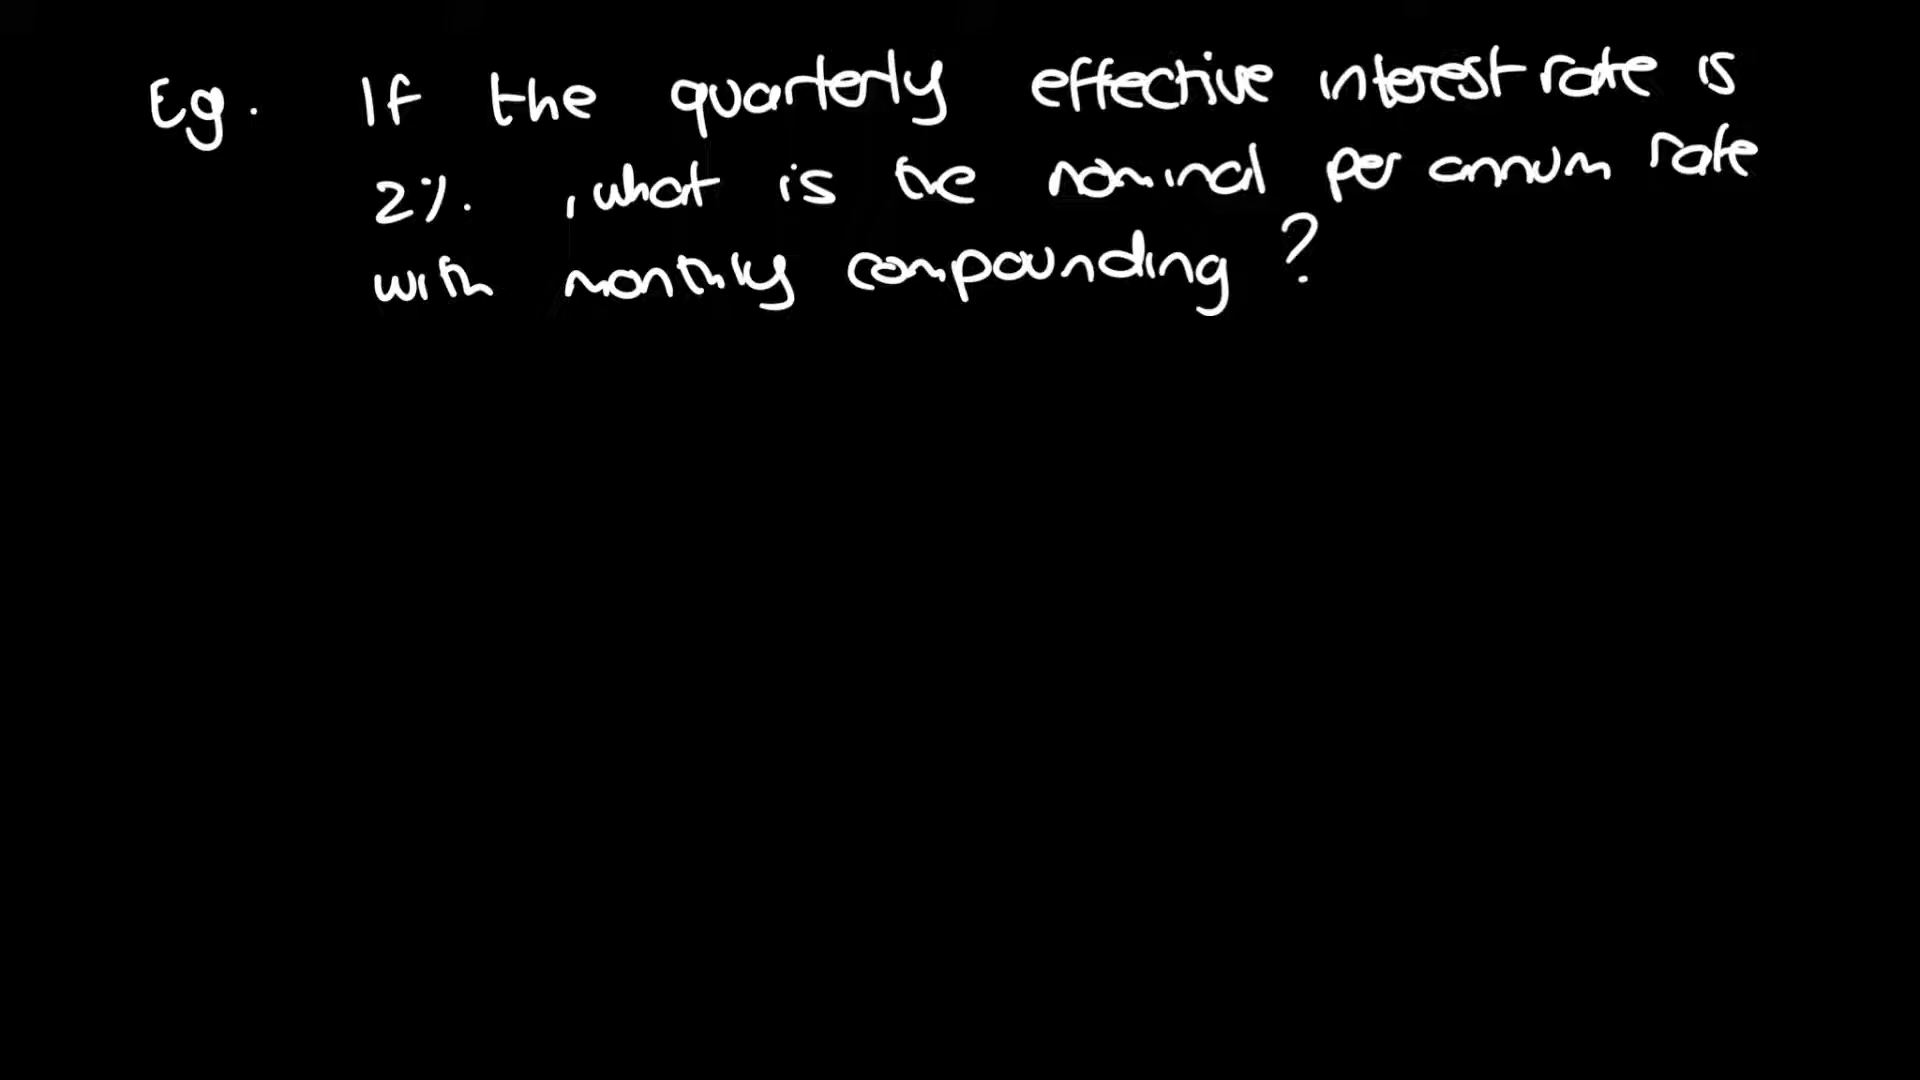 Eg. If the quarterly effective interest rate is
2%, what is the nominal per annum rate
with monthly compounding ?